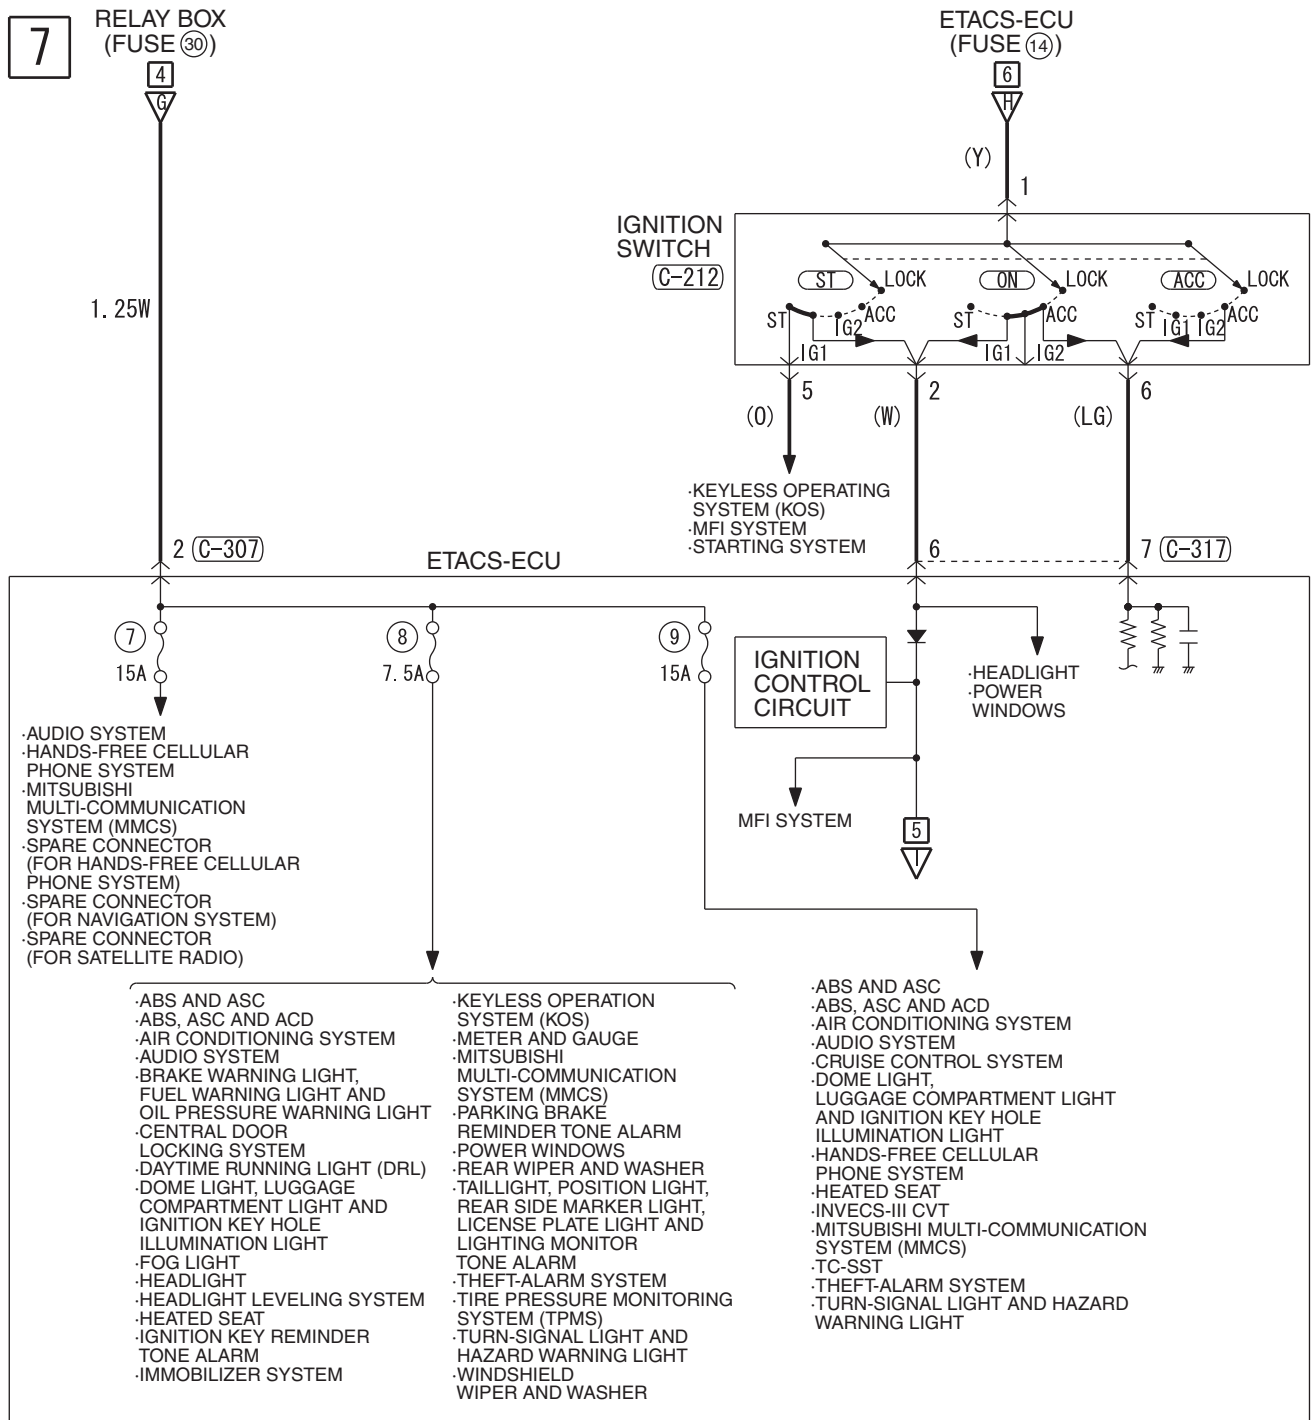 7
RELAY BOX
(FUSE 30)
4
G
1.25W
2 (C-307)
ETACS-ECU
(FUSE 14)
6
H
(Y)
1
IGNITION
SWITCH
(C-212)
ST
LOCK
ST
IG1
IG2
ACC
ON
LOCK
ST
IG1
IG2
ACC
ACC
LOCK
ST
IG1
IG2
ACC
5
2
6
(O)
(W)
(LG)
·KEYLESS OPERATING
SYSTEM (KOS)
·MFI SYSTEM
·STARTING SYSTEM
6
7 (C-317)
ETACS-ECU
7
15A
8
7.5A
9
15A
IGNITION
CONTROL
CIRCUIT
·HEADLIGHT
·POWER
WINDOWS
MFI SYSTEM
5
I
·AUDIO SYSTEM
·HANDS-FREE CELLULAR
PHONE SYSTEM
·MITSUBISHI
MULTI-COMMUNICATION
SYSTEM (MMCS)
·SPARE CONNECTOR
(FOR HANDS-FREE CELLULAR
PHONE SYSTEM)
·SPARE CONNECTOR
(FOR NAVIGATION SYSTEM)
·SPARE CONNECTOR
(FOR SATELLITE RADIO)
·ABS AND ASC
·ABS, ASC AND ACD
·AIR CONDITIONING SYSTEM
·AUDIO SYSTEM
·BRAKE WARNING LIGHT,
FUEL WARNING LIGHT AND
OIL PRESSURE WARNING LIGHT
·CENTRAL DOOR
LOCKING SYSTEM
·DAYTIME RUNNING LIGHT (DRL)
·DOME LIGHT, LUGGAGE
COMPARTMENT LIGHT AND
IGNITION KEY HOLE
ILLUMINATION LIGHT
·FOG LIGHT
·HEADLIGHT
·HEADLIGHT LEVELING SYSTEM
·HEATED SEAT
·IGNITION KEY REMINDER
TONE ALARM
·IMMOBILIZER SYSTEM
·KEYLESS OPERATION
SYSTEM (KOS)
·METER AND GAUGE
·MITSUBISHI
MULTI-COMMUNICATION
SYSTEM (MMCS)
·PARKING BRAKE
REMINDER TONE ALARM
·POWER WINDOWS
·REAR WIPER AND WASHER
·TAILLIGHT, POSITION LIGHT,
REAR SIDE MARKER LIGHT,
LICENSE PLATE LIGHT AND
LIGHTING MONITOR
TONE ALARM
·THEFT-ALARM SYSTEM
·TIRE PRESSURE MONITORING
SYSTEM (TPMS)
·TURN-SIGNAL LIGHT AND
HAZARD WARNING LIGHT
·WINDSHIELD
WIPER AND WASHER
·ABS AND ASC
·ABS, ASC AND ACD
·AIR CONDITIONING SYSTEM
·AUDIO SYSTEM
·CRUISE CONTROL SYSTEM
·DOME LIGHT,
LUGGAGE COMPARTMENT LIGHT
AND IGNITION KEY HOLE
ILLUMINATION LIGHT
·HANDS-FREE CELLULAR
PHONE SYSTEM
·HEATED SEAT
·INVECS-III CVT
·MITSUBISHI MULTI-COMMUNICATION
SYSTEM (MMCS)
·TC-SST
·THEFT-ALARM SYSTEM
·TURN-SIGNAL LIGHT AND HAZARD
WARNING LIGHT